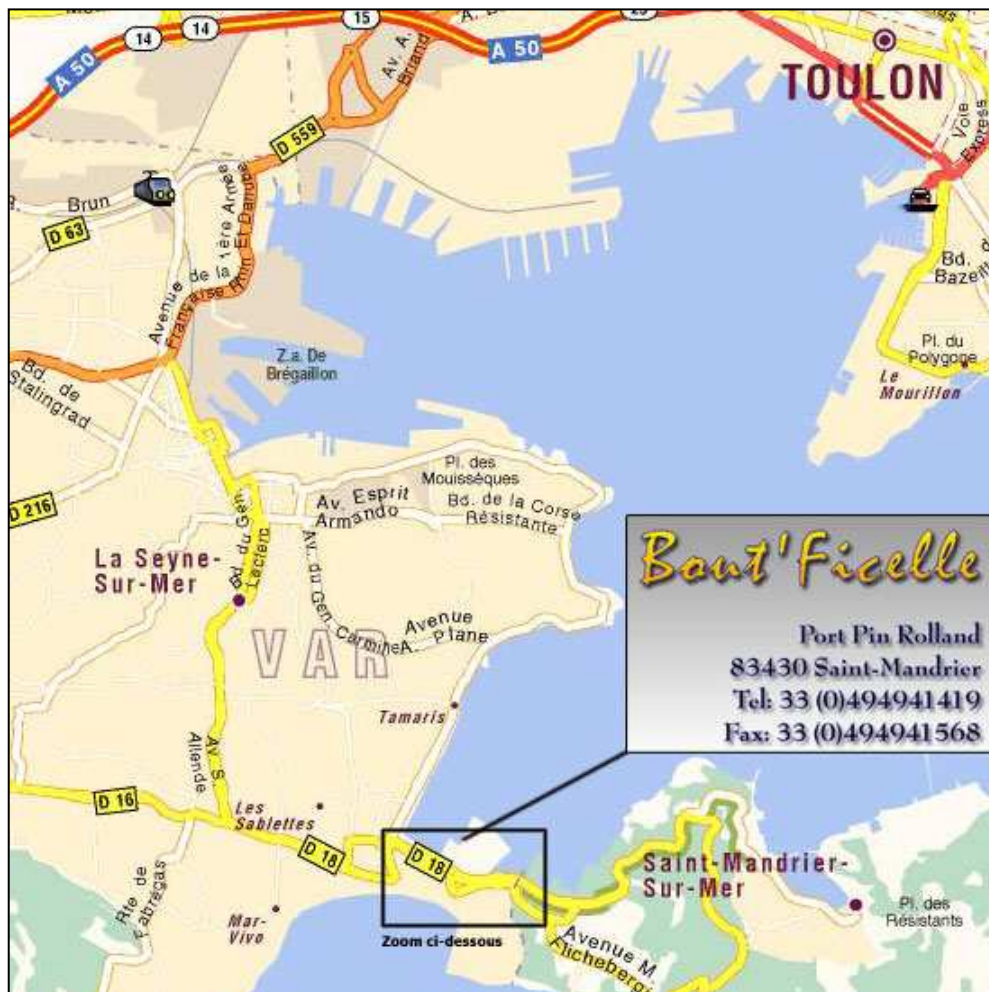 14
14
15
A 50
A 50
Av. A.
Briand
TOULON
Voie
Express
D 559
Brun
D 63
Avenue de la 1ère Armée
Française Rhin Et Danube
Bd.
Bazeill
Pl. du
Polygone
Le
Mourillon
Z.a. De
Brégaillon
Bd. de
Stalingrad
D 216
Pl. des
Mouissèques
Av. Esprit
Armando
Bd. de la Corse
Résistante
Bd. du Gén.
Leclerc
La Seyne-
Sur-Mer
Av. du Gen. Carmille
Avenue
A. Plane
VAR
Bout'Ficelle
Port Pin Rolland
83430 Saint-Mandrier
Tel: 33 (0)494941419
Fax: 33 (0)494941568
Tamaris
Av. S.
Allende
D 16
Les
Sablettes
D 18
D 18
Saint-Mandrier-
Sur-Mer
Pl. des
Résistants
Rte de
Fabrégas
Mar-
Vivo
Zoom ci-dessous
Avenue M.